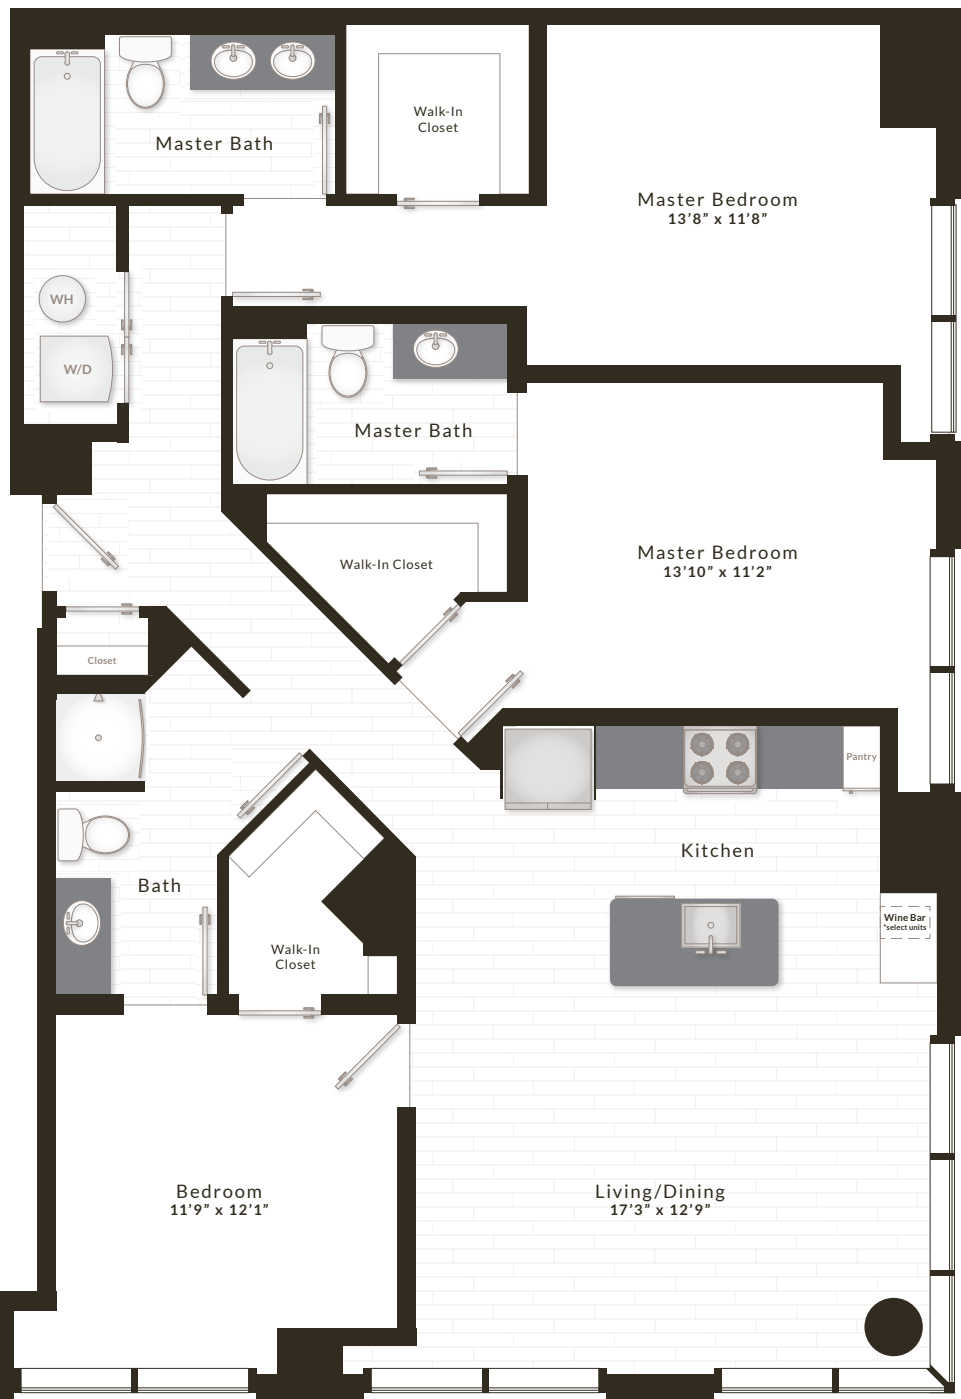 Master Bath
Walk-In
Closet
Master Bedroom
13’8” x 11’8”
WH
W/D
Master Bath
Walk-In Closet
Master Bedroom
13’10” x 11’2”
Closet
Pantry
Kitchen
Bath
Wine Bar
*select units
Walk-In
Closet
Bedroom
11’9” x 12’1”
Living/Dining
17’3” x 12’9”